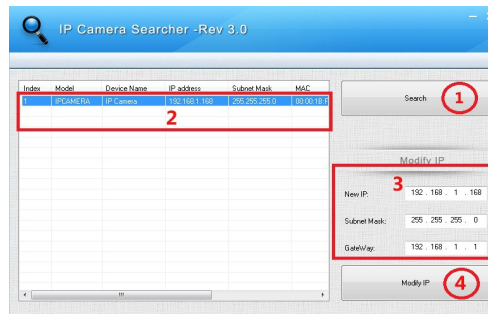 IP Camera Searcher -Rev 3.0
Index Model Device Name IP address Subnet Mask MAC
1 IPCAMERA IP Camera 192.168.1.168 255.255.255.0
2
Search 1
Modify IP
3
New IP: 192 . 168 . 1 . 168
Subnet Mask: 255 . 255 . 255 . 0
GateWay: 192 . 168 . 1 . 1
Modify IP 4